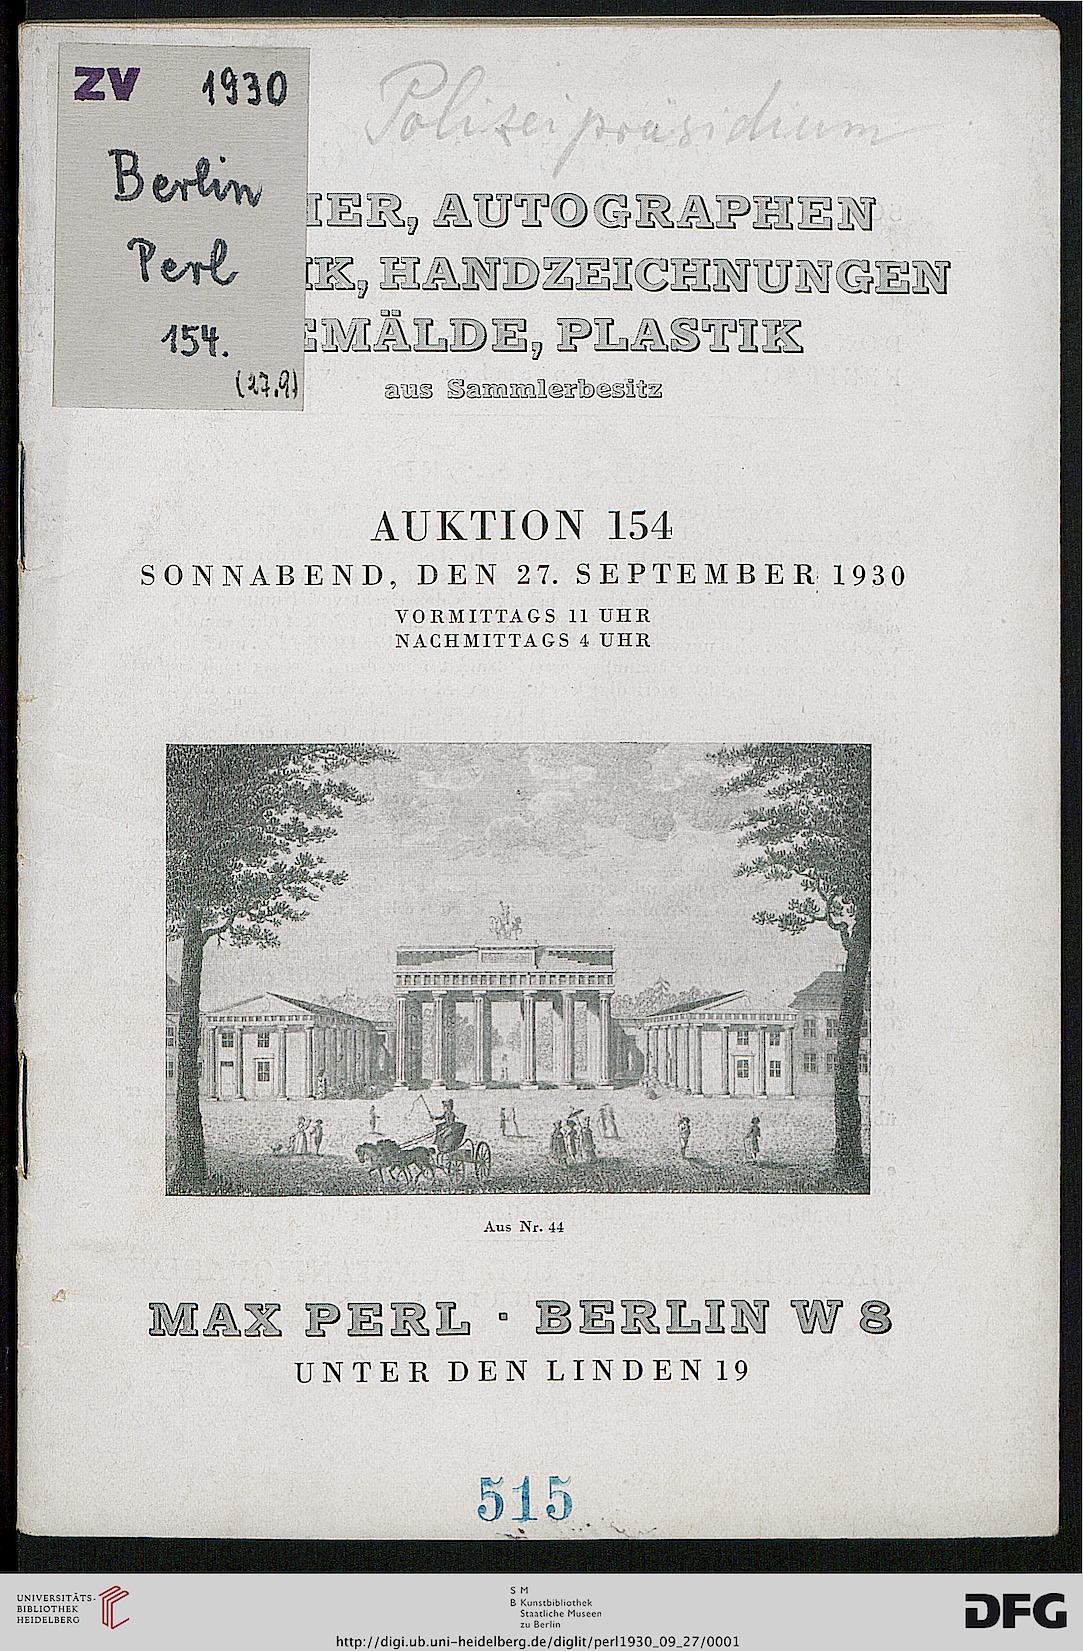 ZV 1930
Berlin
Perl
154.
(27.9)
Polizeipräsidium
IER, AUTOGRAPHEN
IK, HANDZEICHNUNGEN
EMÄLDE, PLASTIK
aus Sammlerbesitz
AUKTION 154
SONNABEND, DEN 27. SEPTEMBER 1930
VORMITTAGS 11 UHR
NACHMITTAGS 4 UHR
Aus Nr. 44
MAX PERL · BERLIN W 8
UNTER DEN LINDEN 19
515
UNIVERSITÄTS-
BIBLIOTHEK
HEIDELBERG
S M
B Kunstbibliothek
Staatliche Museen
zu Berlin
DFG
http://digi.ub.uni-heidelberg.de/diglit/perl1930_09_27/0001